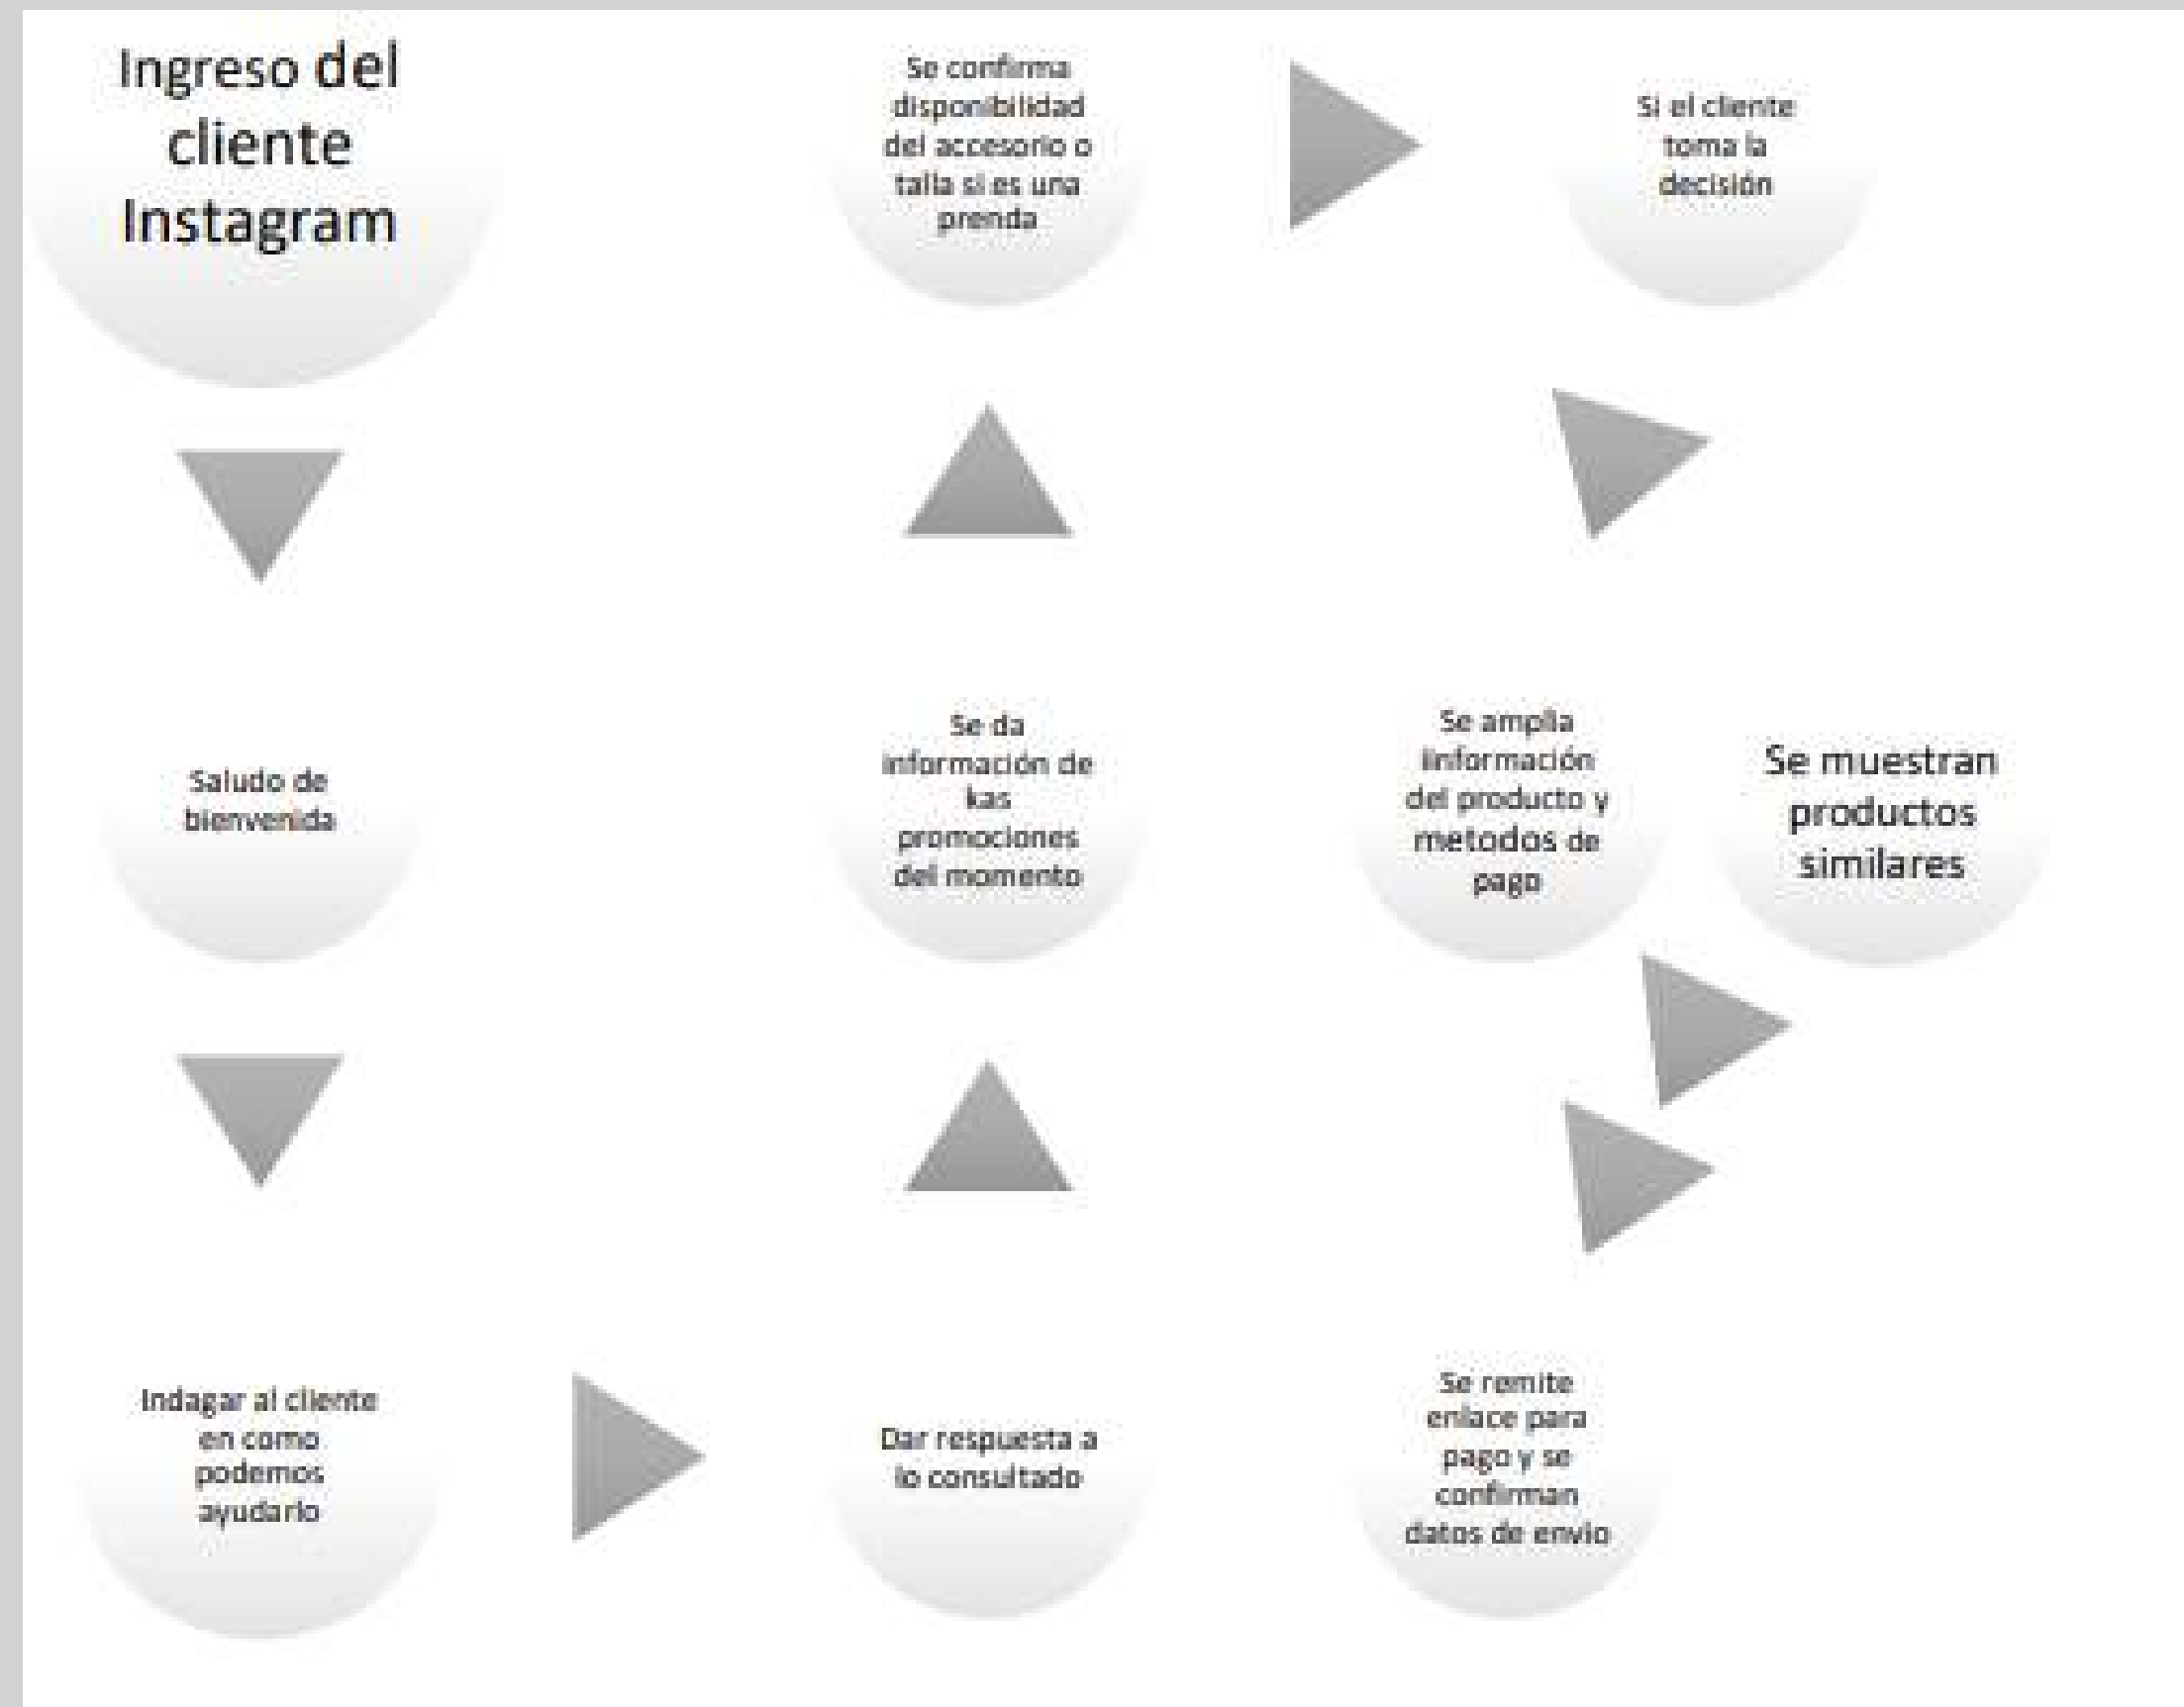 Ingreso del
cliente
Instagram
Saludo de
bienvenida
Indagar al cliente
en como
podemos
ayudarlo
Dar respuesta a
lo consultado
Se da
información de
kas
promociones
del momento
Se confirma
disponibilidad
del accesorio o
talla si es una
prenda
Si el cliente
toma la
decisión
Se amplia
iinformación
del producto y
metodos de
pago
Se muestran
productos
similares
Se remite
enlace para
pago y se
confirman
datos de envio